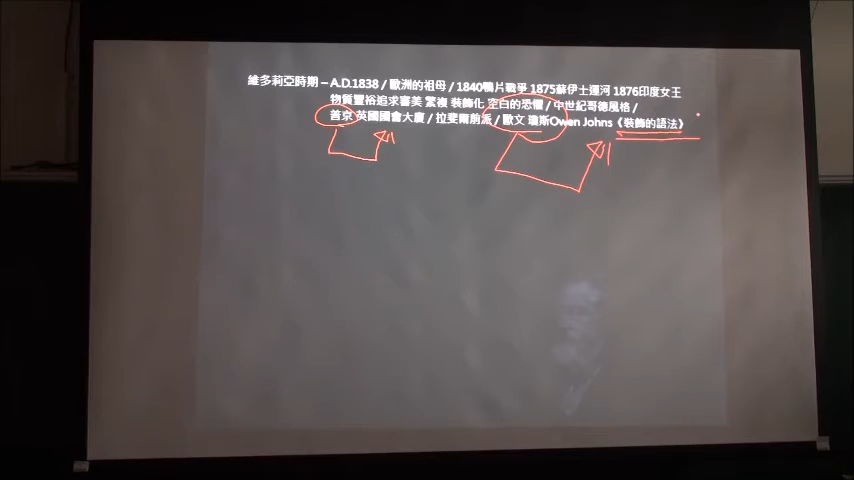 維多莉亞時期 – A.D.1838 / 歐洲的祖母 / 1840鴨片戰爭 1875蘇伊士運河 1876印度女王
物質豐裕追求審美 繁複 裝飾化 空白的恐懼 / 中世紀哥德風格 /
普京 英國國會大廈 / 拉斐爾前派 / 歐文 瓊斯Owen Johns《裝飾的語法》